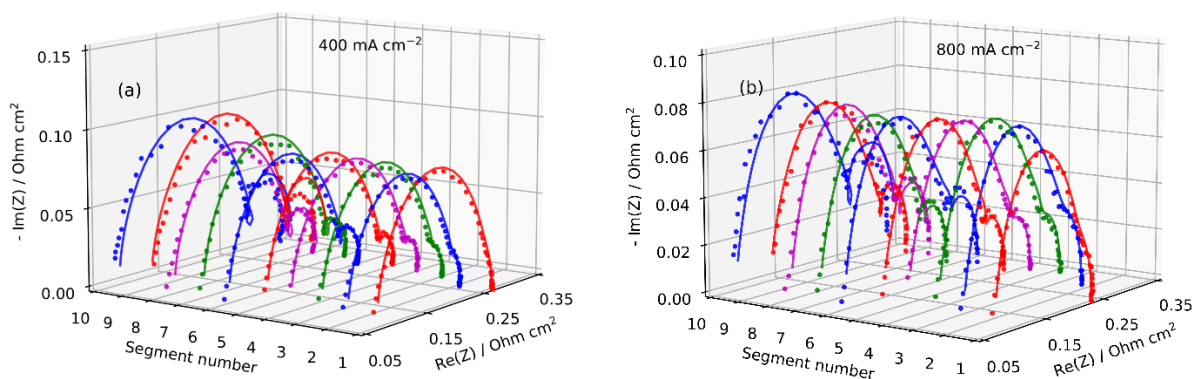 400 mA cm⁻²
(a)
0.15
0.10
0.05
0.00
- Im(Z) / Ohm cm²
10 9 8 7 6 5 4 3 2 1
Segment number
0.05 0.15 0.25 0.35
Re(Z) / Ohm cm²
800 mA cm⁻²
(b)
0.10
0.08
0.06
0.04
0.02
0.00
- Im(Z) / Ohm cm²
10 9 8 7 6 5 4 3 2 1
Segment number
0.05 0.15 0.25 0.35
Re(Z) / Ohm cm²